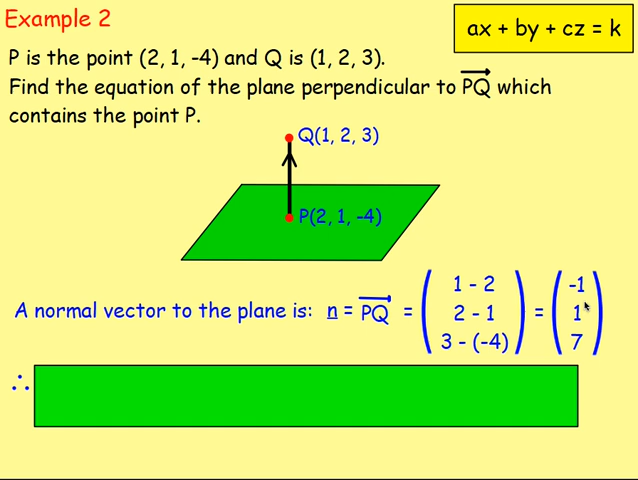 Example 2
ax + by + cz = k
P is the point (2, 1, -4) and Q is (1, 2, 3).
Find the equation of the plane perpendicular to PQ which
contains the point P.
Q(1, 2, 3)
P(2, 1, -4)
A normal vector to the plane is: n = PQ = ( 1 - 2 2 - 1 3 - (-4) ) = ( -1 1 7 )
∴